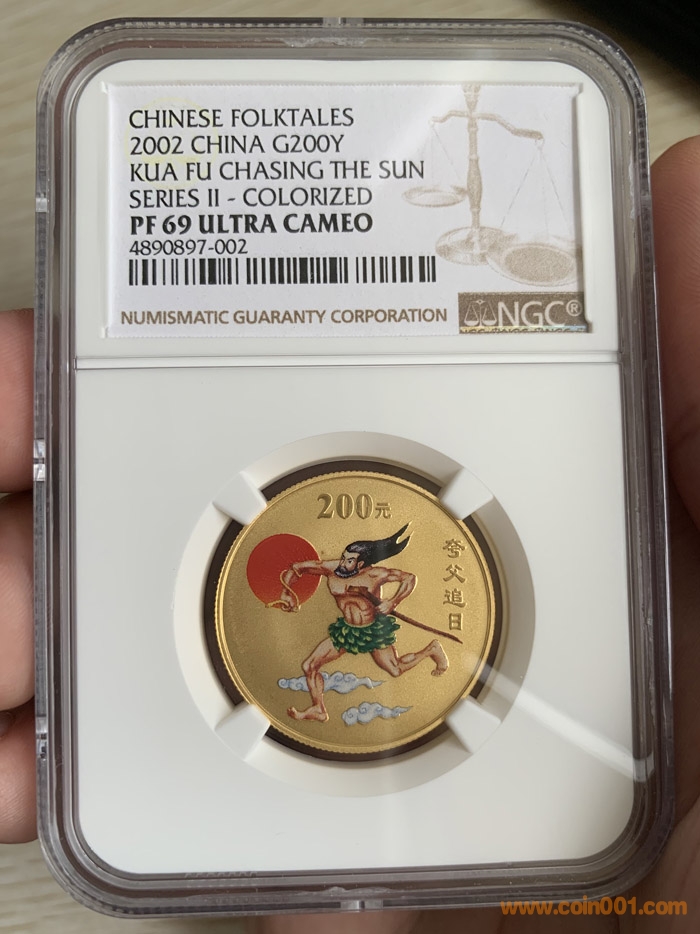 CHINESE FOLKTALES
2002 CHINA G200Y
KUA FU CHASING THE SUN
SERIES II - COLORIZED
PF 69 ULTRA CAMEO
4890897-002
NUMISMATIC GUARANTY CORPORATION
NGC®
200元
夸父追日
www.coin001.com